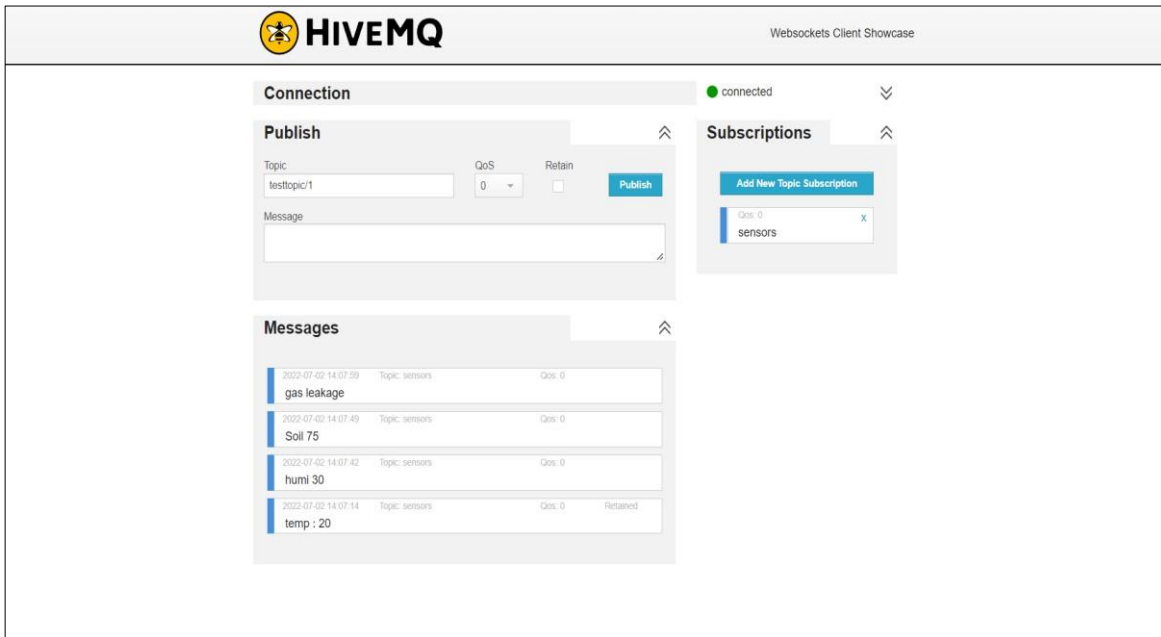 HIVEMQ
Websockets Client Showcase
Connection
connected
Publish
Subscriptions
Topic QoS Retain
testtopic/1 0 Publish
Message
Add New Topic Subscription
Qos: 0 X
sensors
Messages
2022-07-02 14:07:59 Topic: sensors Qos: 0
gas leakage
2022-07-02 14:07:49 Topic: sensors Qos: 0
Soil 75
2022-07-02 14:07:42 Topic: sensors Qos: 0
humi 30
2022-07-02 14:07:14 Topic: sensors Qos: 0 Retained
temp : 20